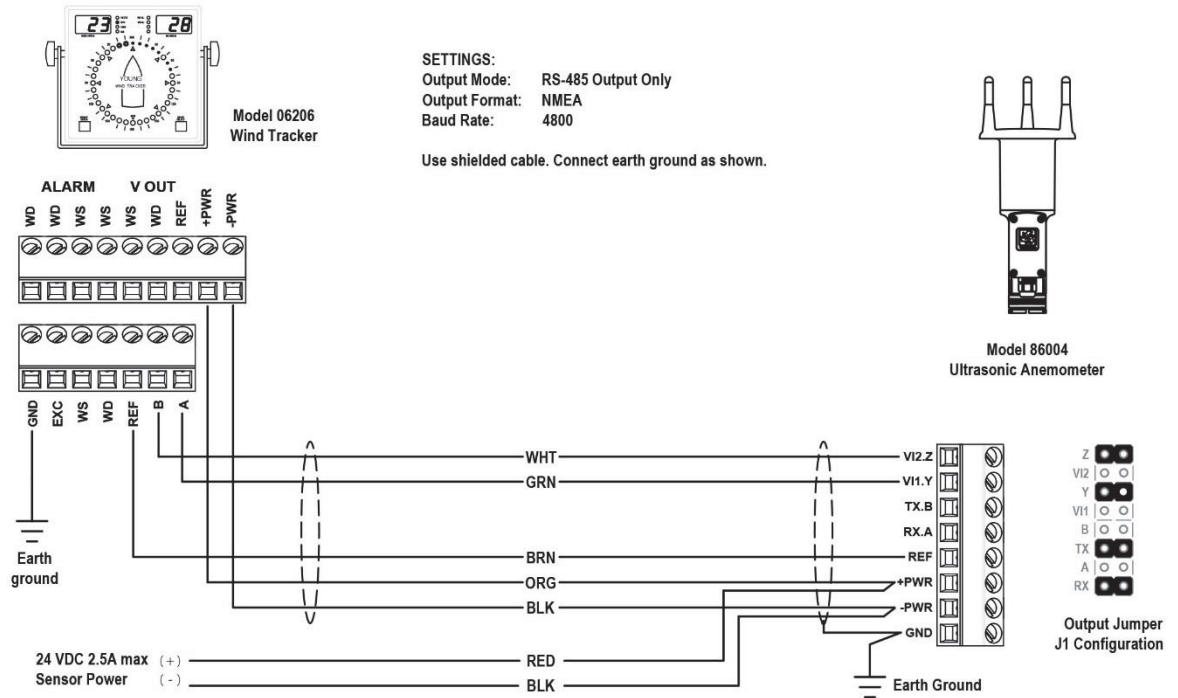 23
28
YOUNG
WIND TRACKER
Model 06206
Wind Tracker
SETTINGS:
Output Mode: RS-485 Output Only
Output Format: NMEA
Baud Rate: 4800
Use shielded cable. Connect earth ground as shown.
ALARM V OUT
WD WD WS WS WS WD REF +PWR -PWR
GND EXC WS WD REF B A
Earth
ground
Model 86004
Ultrasonic Anemometer
WHT
GRN
BRN
ORG
BLK
RED
BLK
VI2.Z
VI1.Y
TX.B
RX.A
REF
+PWR
-PWR
GND
Z
VI2
Y
VI1
B
TX
A
RX
Output Jumper
J1 Configuration
24 VDC 2.5A max (+)
Sensor Power (-)
Earth Ground